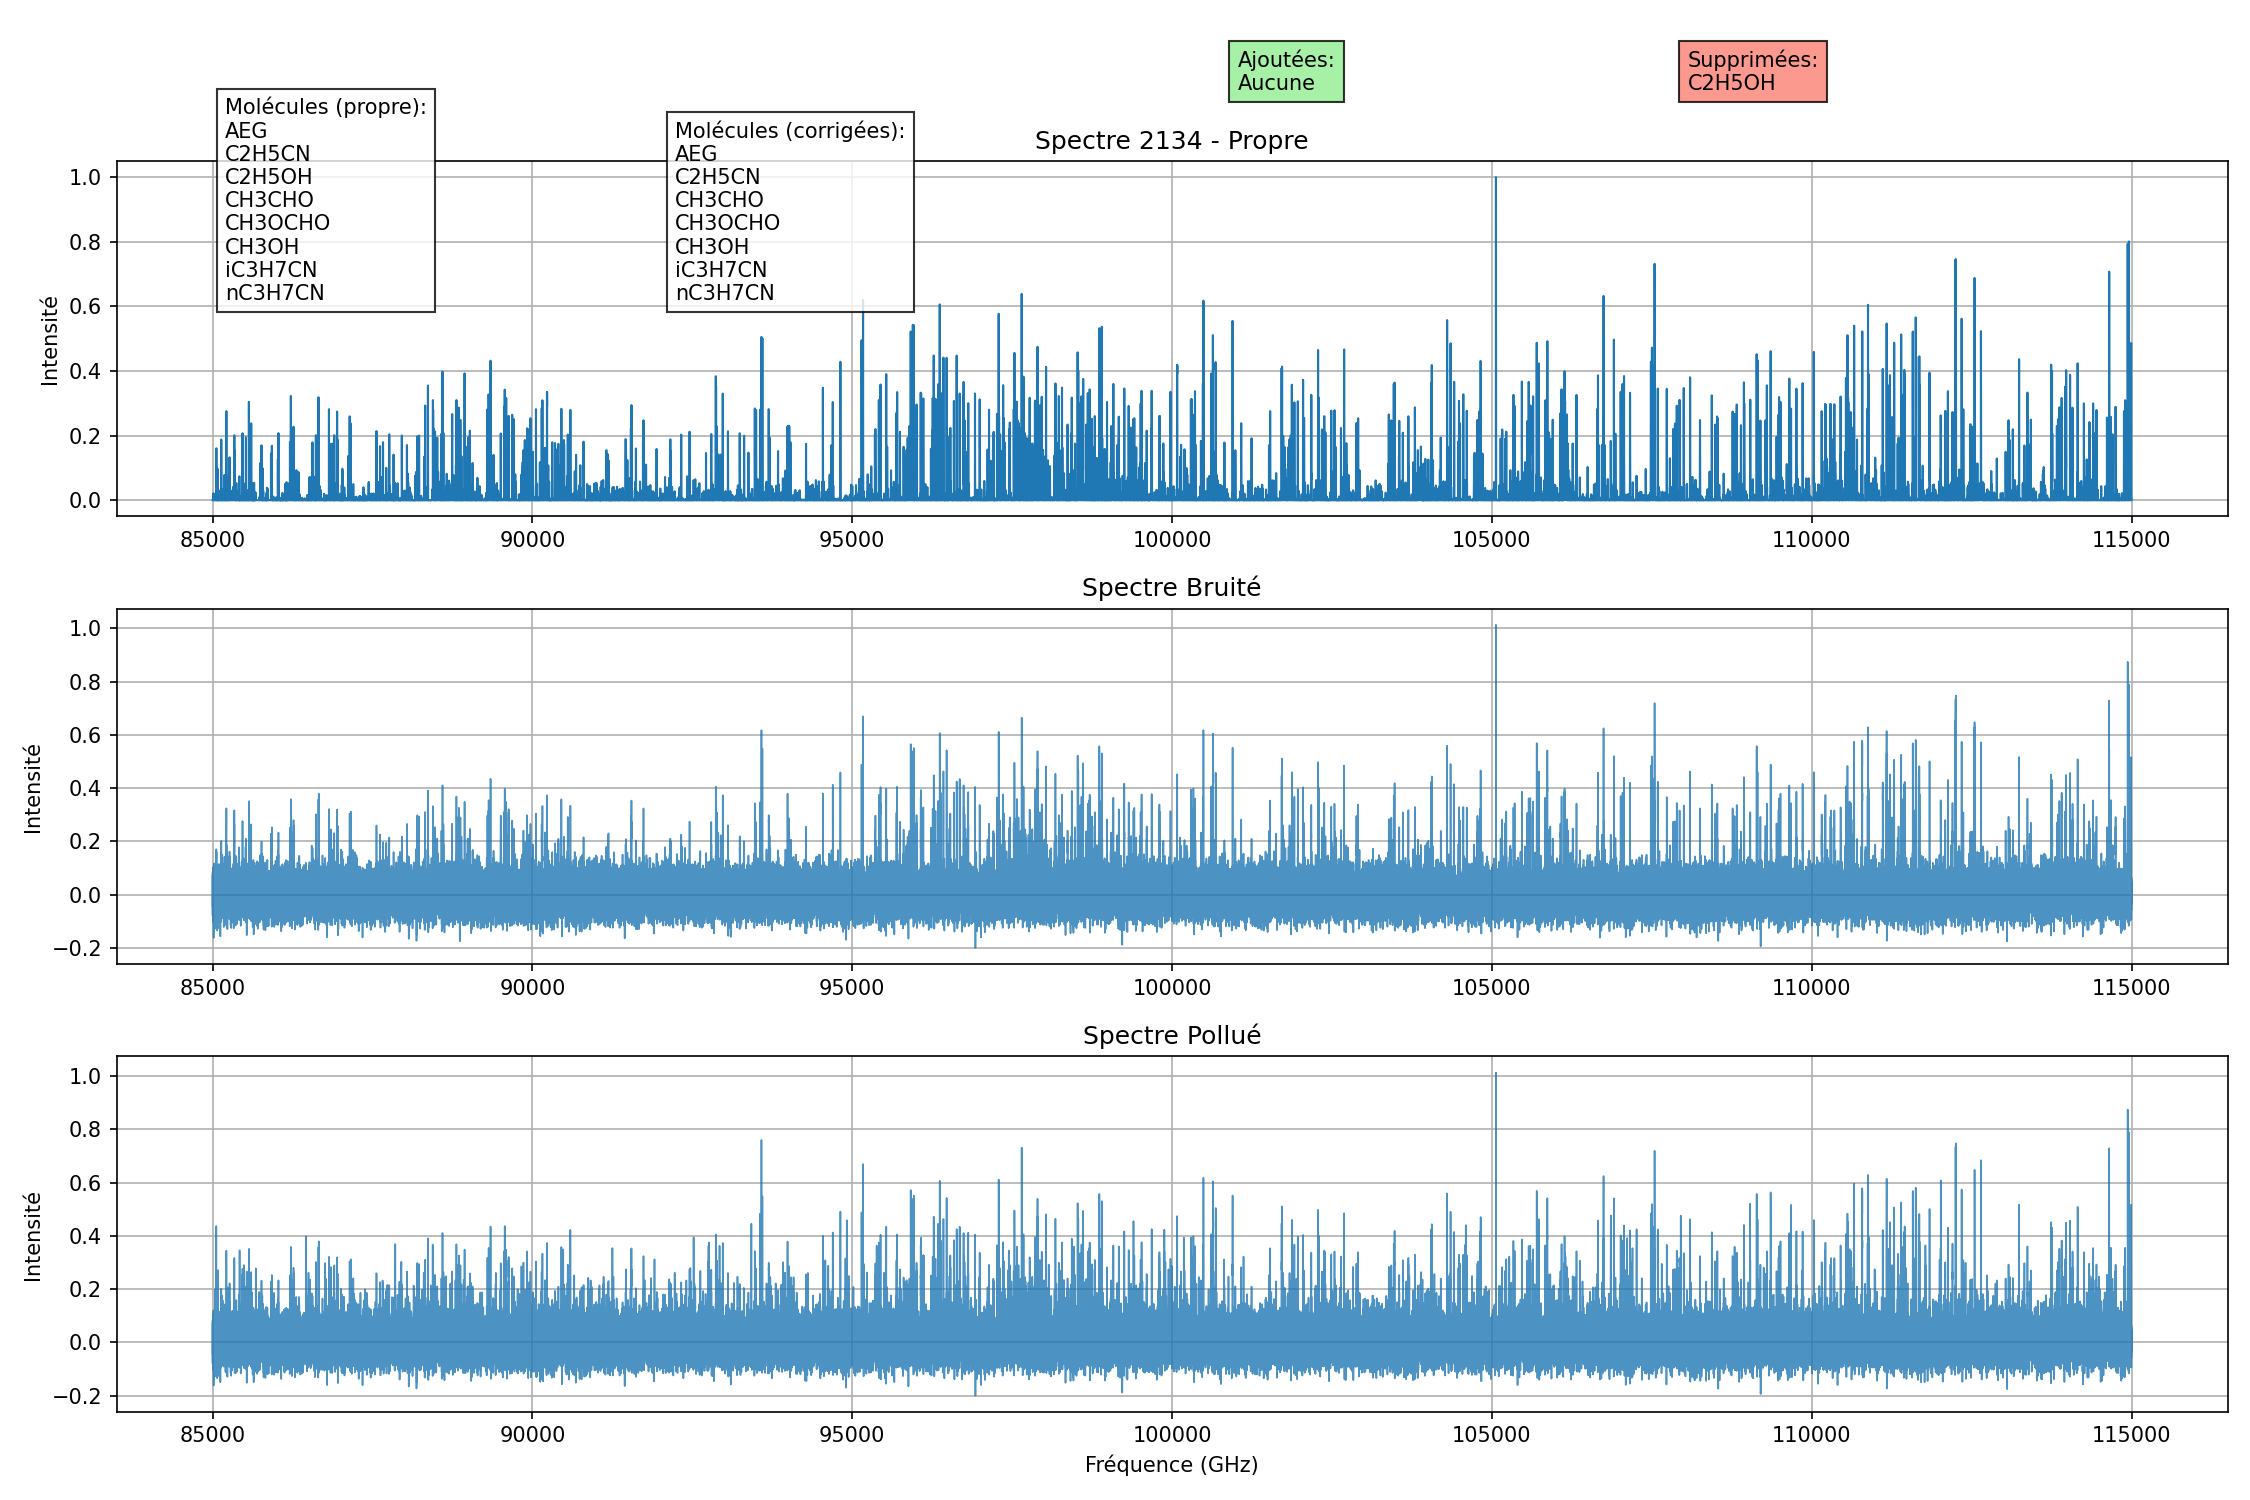 Ajoutées:
Aucune
Supprimées:
C2H5OH
Molécules (propre):
AEG
C2H5CN
C2H5OH
CH3CHO
CH3OCHO
CH3OH
iC3H7CN
nC3H7CN
Molécules (corrigées):
AEG
C2H5CN
CH3CHO
CH3OCHO
CH3OH
iC3H7CN
nC3H7CN
Spectre 2134 - Propre
Intensité
1.0
0.8
0.6
0.4
0.2
0.0
85000 90000 95000 100000 105000 110000 115000
Spectre Bruité
Intensité
1.0
0.8
0.6
0.4
0.2
0.0
−0.2
85000 90000 95000 100000 105000 110000 115000
Spectre Pollué
Intensité
1.0
0.8
0.6
0.4
0.2
0.0
−0.2
85000 90000 95000 100000 105000 110000 115000
Fréquence (GHz)